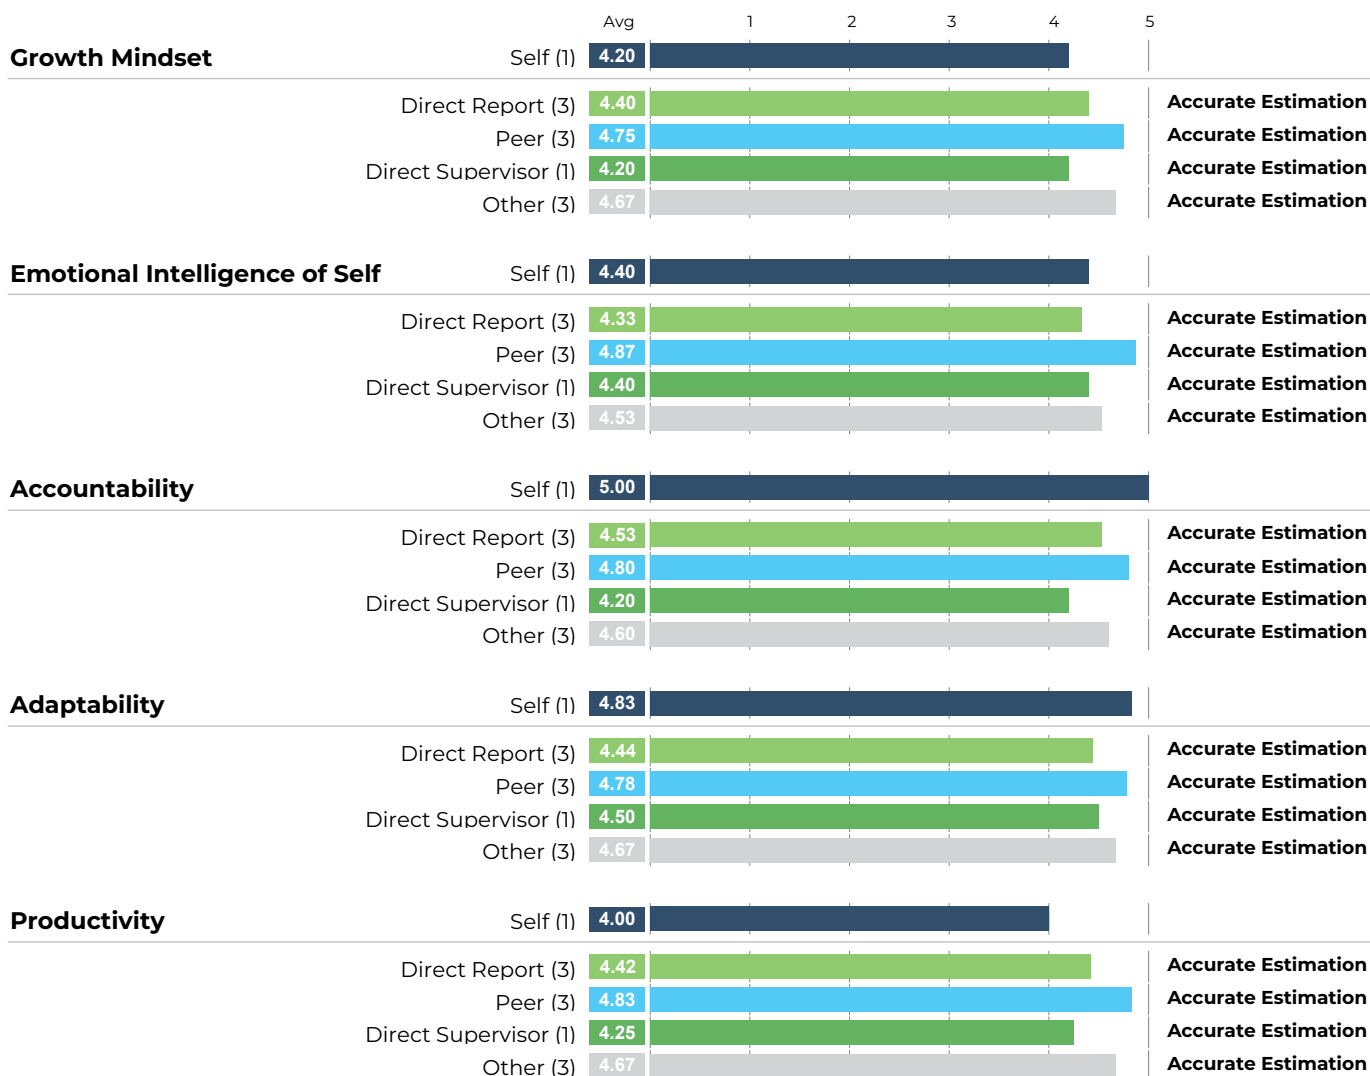 Avg 1 2 3 4 5
Growth Mindset Self (1) 4.20
Direct Report (3) 4.40 Accurate Estimation
Peer (3) 4.75 Accurate Estimation
Direct Supervisor (1) 4.20 Accurate Estimation
Other (3) 4.67 Accurate Estimation
Emotional Intelligence of Self Self (1) 4.40
Direct Report (3) 4.33 Accurate Estimation
Peer (3) 4.87 Accurate Estimation
Direct Supervisor (1) 4.40 Accurate Estimation
Other (3) 4.53 Accurate Estimation
Accountability Self (1) 5.00
Direct Report (3) 4.53 Accurate Estimation
Peer (3) 4.80 Accurate Estimation
Direct Supervisor (1) 4.20 Accurate Estimation
Other (3) 4.60 Accurate Estimation
Adaptability Self (1) 4.83
Direct Report (3) 4.44 Accurate Estimation
Peer (3) 4.78 Accurate Estimation
Direct Supervisor (1) 4.50 Accurate Estimation
Other (3) 4.67 Accurate Estimation
Productivity Self (1) 4.00
Direct Report (3) 4.42 Accurate Estimation
Peer (3) 4.83 Accurate Estimation
Direct Supervisor (1) 4.25 Accurate Estimation
Other (3) 4.67 Accurate Estimation